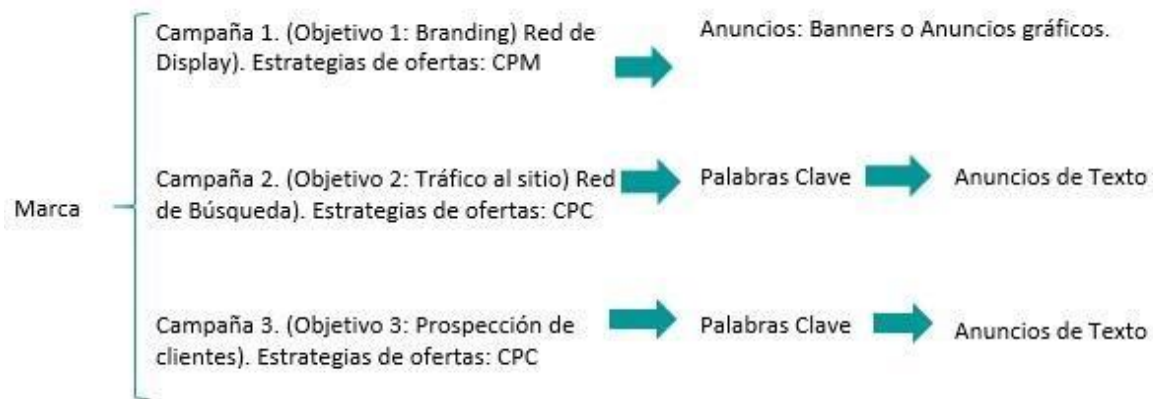 Marca
Campaña 1. (Objetivo 1: Branding) Red de
Display). Estrategias de ofertas: CPM
Anuncios: Banners o Anuncios gráficos.
Campaña 2. (Objetivo 2: Tráfico al sitio) Red
de Búsqueda). Estrategias de ofertas: CPC
Palabras Clave
Anuncios de Texto
Campaña 3. (Objetivo 3: Prospección de
clientes). Estrategias de ofertas: CPC
Palabras Clave
Anuncios de Texto